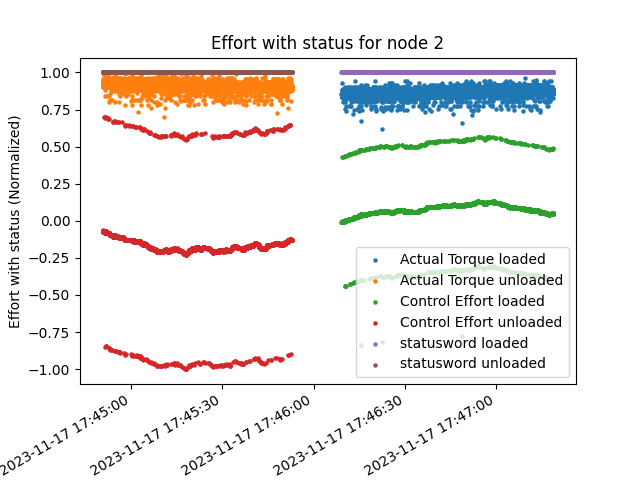 Effort with status for node 2
Effort with status (Normalized)
1.00
0.75
0.50
0.25
0.00
−0.25
−0.50
−0.75
−1.00
Actual Torque loaded
Actual Torque unloaded
Control Effort loaded
Control Effort unloaded
statusword loaded
statusword unloaded
2023-11-17 17:45:00
2023-11-17 17:45:30
2023-11-17 17:46:00
2023-11-17 17:46:30
2023-11-17 17:47:00